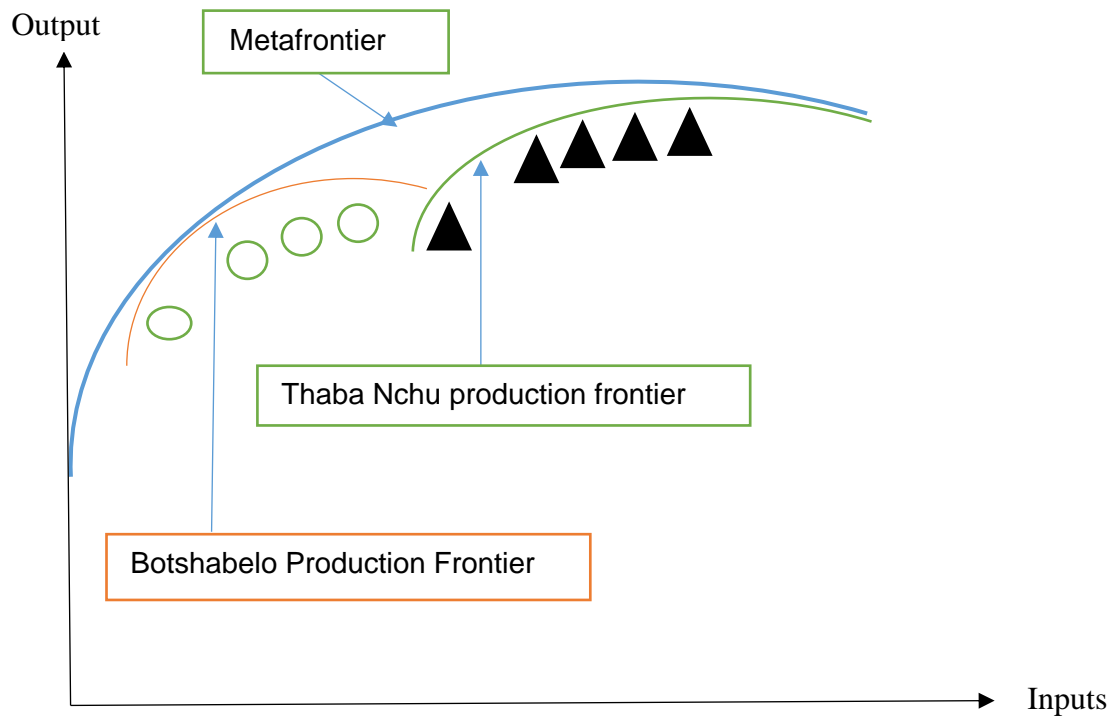 Output
Metafrontier
Thaba Nchu production frontier
Botshabelo Production Frontier
Inputs